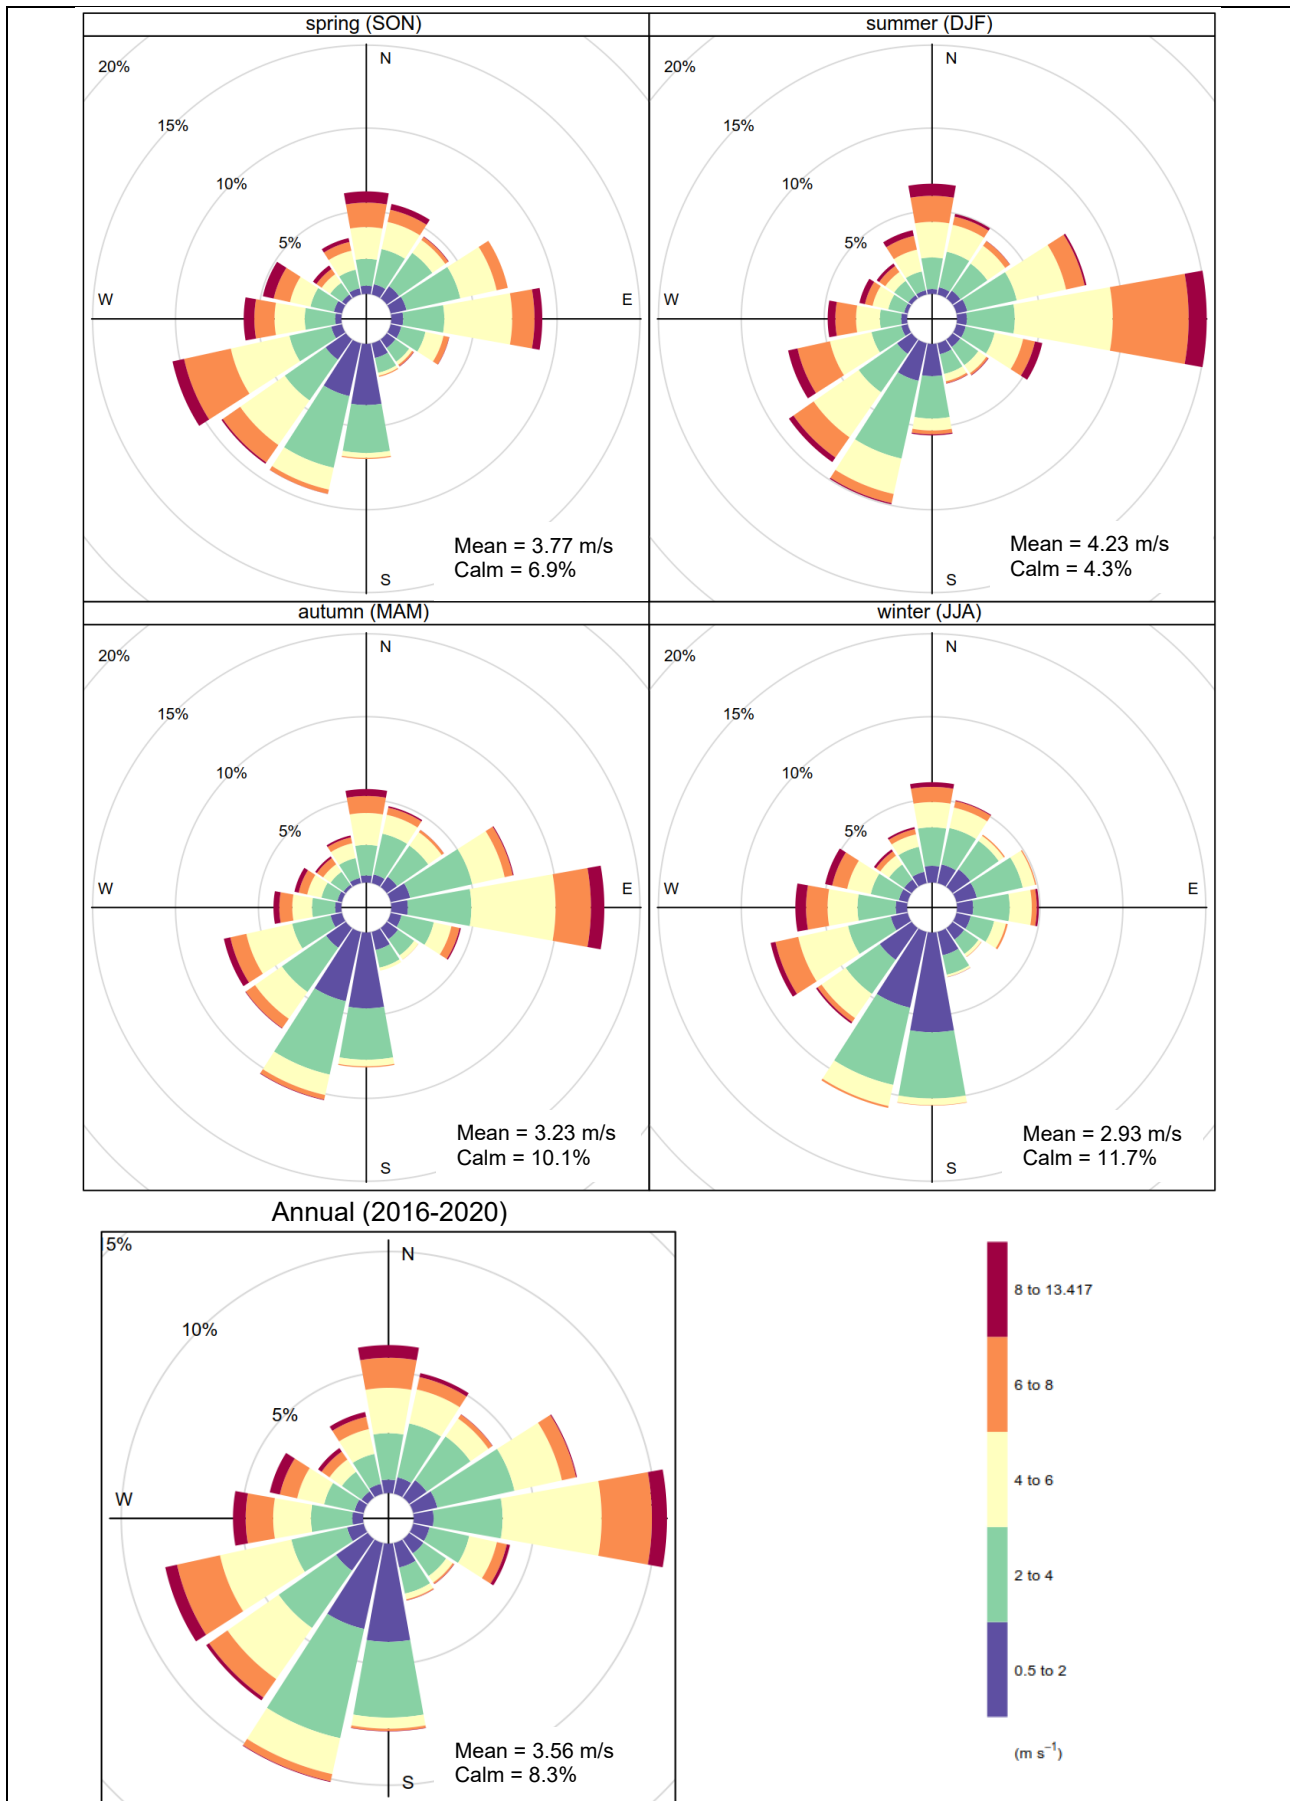 spring (SON)
summer (DJF)
20%
15%
10%
5%
N
W
E
S
Mean = 3.77 m/s
Calm = 6.9%
20%
15%
10%
5%
N
W
E
S
Mean = 4.23 m/s
Calm = 4.3%
autumn (MAM)
winter (JJA)
20%
15%
10%
5%
N
W
E
S
Mean = 3.23 m/s
Calm = 10.1%
20%
15%
10%
5%
N
W
E
S
Mean = 2.93 m/s
Calm = 11.7%
Annual (2016-2020)
5%
10%
5%
N
W
S
Mean = 3.56 m/s
Calm = 8.3%
8 to 13.417
6 to 8
4 to 6
2 to 4
0.5 to 2
(m s⁻¹)